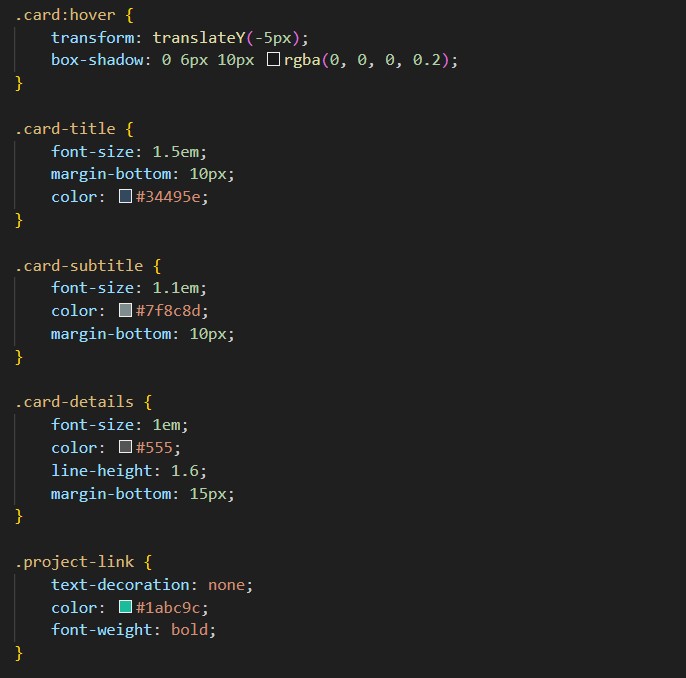 .card:hover {
    transform: translateY(-5px);
    box-shadow: 0 6px 10px rgba(0, 0, 0, 0.2);
}

.card-title {
    font-size: 1.5em;
    margin-bottom: 10px;
    color: #34495e;
}

.card-subtitle {
    font-size: 1.1em;
    color: #7f8c8d;
    margin-bottom: 10px;
}

.card-details {
    font-size: 1em;
    color: #555;
    line-height: 1.6;
    margin-bottom: 15px;
}

.project-link {
    text-decoration: none;
    color: #1abc9c;
    font-weight: bold;
}